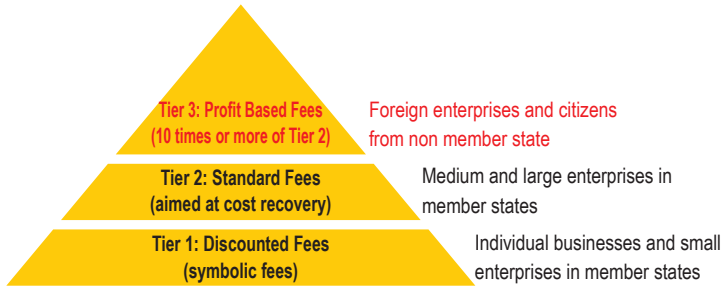 Tier 3: Profit Based Fees
(10 times or more of Tier 2)
Foreign enterprises and citizens
from non member state
Tier 2: Standard Fees
(aimed at cost recovery)
Medium and large enterprises in
member states
Tier 1: Discounted Fees
(symbolic fees)
Individual businesses and small
enterprises in member states